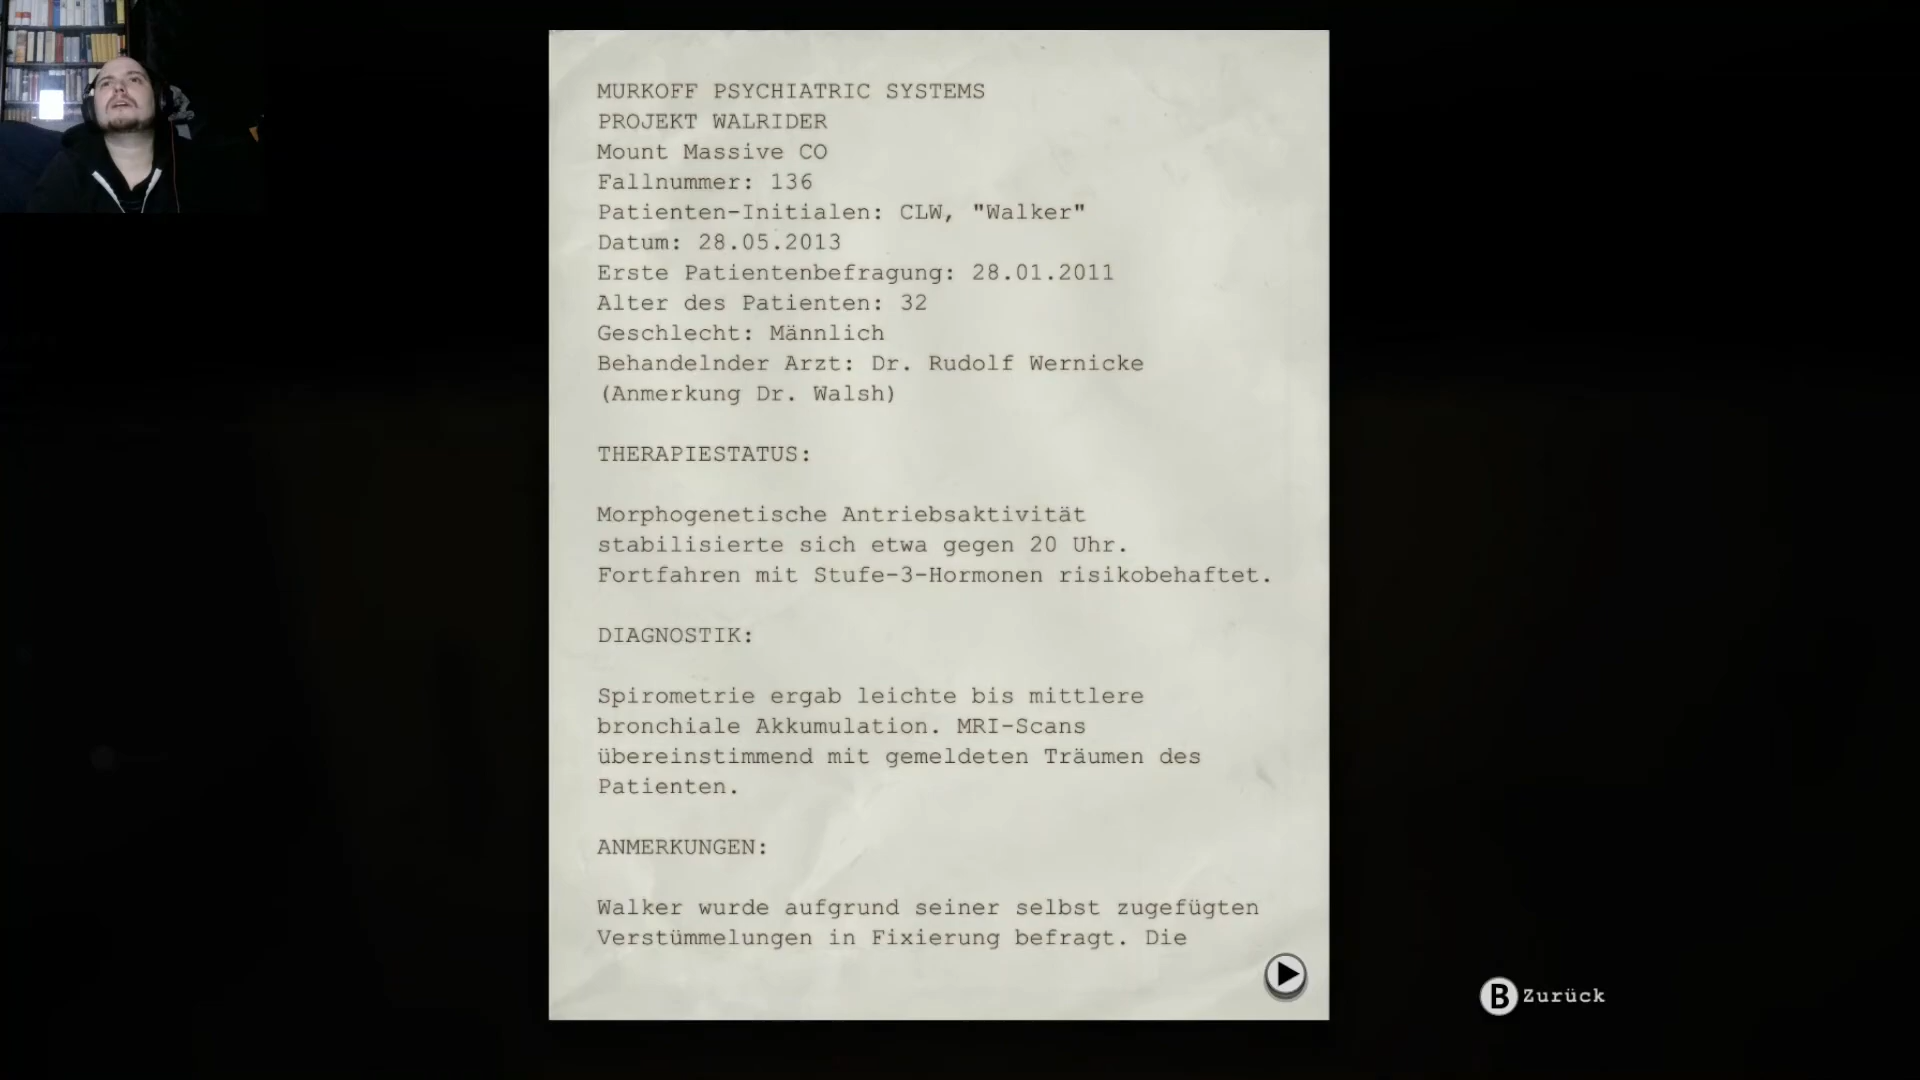 MURKOFF PSYCHIATRIC SYSTEMS
PROJEKT WALRIDER
Mount Massive CO
Fallnummer: 136
Patienten-Initialen: CLW, "Walker"
Datum: 28.05.2013
Erste Patientenbefragung: 28.01.2011
Alter des Patienten: 32
Geschlecht: Männlich
Behandelnder Arzt: Dr. Rudolf Wernicke
(Anmerkung Dr. Walsh)
THERAPIESTATUS:
Morphogenetische Antriebsaktivität
stabilisierte sich etwa gegen 20 Uhr.
Fortfahren mit Stufe-3-Hormonen risikobehaftet.
DIAGNOSTIK:
Spirometrie ergab leichte bis mittlere
bronchiale Akkumulation. MRI-Scans
übereinstimmend mit gemeldeten Träumen des
Patienten.
ANMERKUNGEN:
Walker wurde aufgrund seiner selbst zugefügten
Verstümmelungen in Fixierung befragt. Die
B Zurück